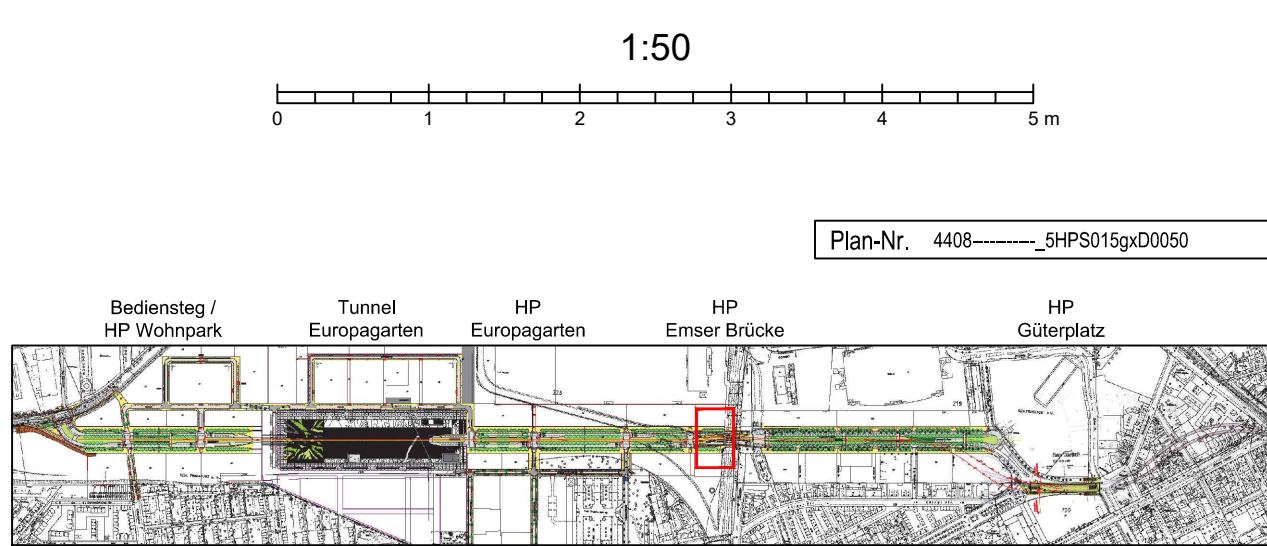 1:50
0 1 2 3 4 5 m
Plan-Nr. 4408-----------_5HPS015gxD0050
Bediensteg /
HP Wohnpark
Tunnel
Europagarten
HP
Europagarten
HP
Emser Brücke
HP
Güterplatz